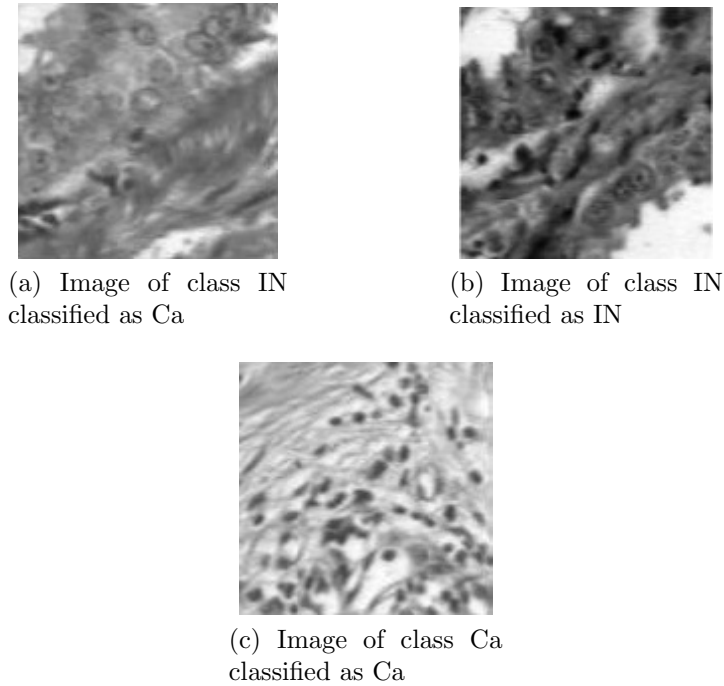 (a) Image of class IN
classified as Ca
(b) Image of class IN
classified as IN
(c) Image of class Ca
classified as Ca